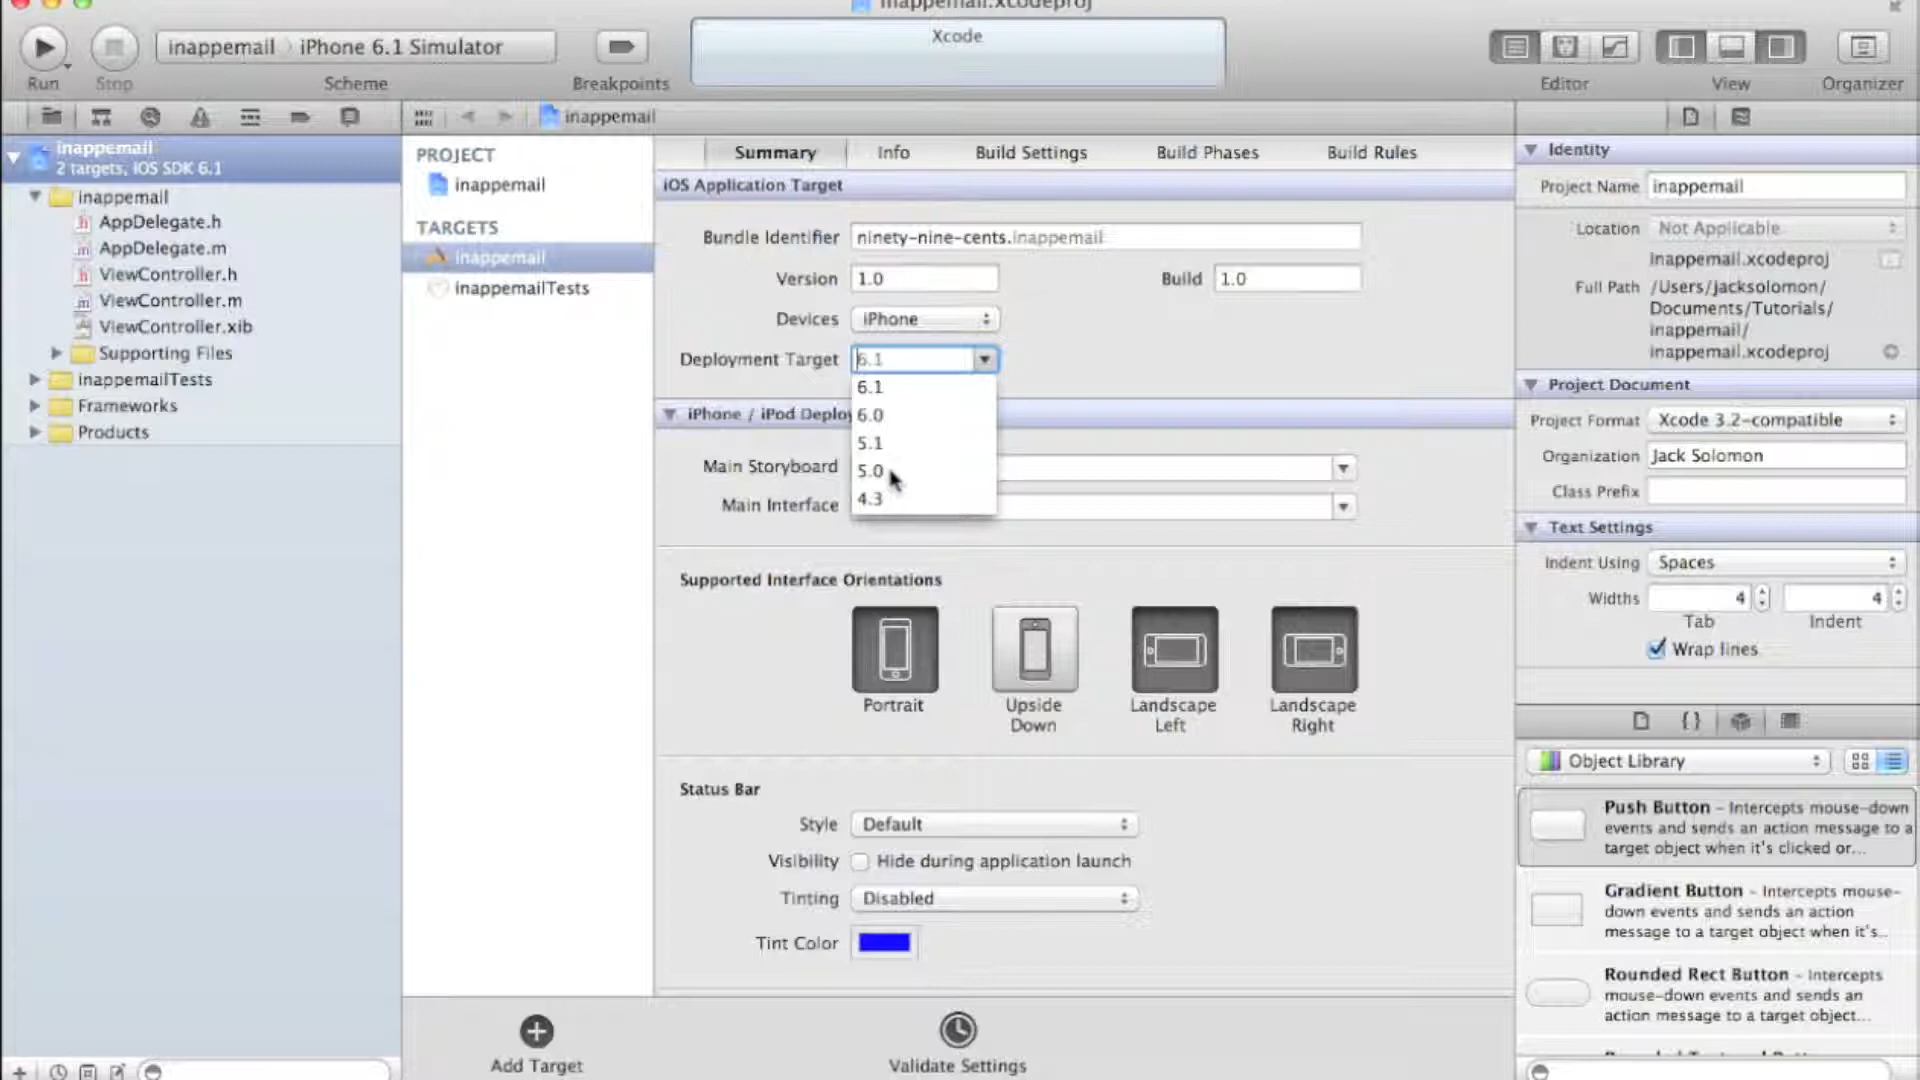 inappemail.xcodeproj
inappemail
iPhone 6.1 Simulator
Xcode
Run
Stop
Scheme
Breakpoints
Editor
View
Organizer
inappemail
inappemail
2 targets, iOS SDK 6.1
inappemail
AppDelegate.h
AppDelegate.m
ViewController.h
ViewController.m
ViewController.xib
Supporting Files
inappemailTests
Frameworks
Products
PROJECT
inappemail
TARGETS
inappemail
inappemailTests
Summary
Info
Build Settings
Build Phases
Build Rules
iOS Application Target
Bundle Identifier
ninety-nine-cents.inappemail
Version
1.0
Build
1.0
Devices
iPhone
Deployment Target
6.1
6.1
6.0
5.1
5.0
4.3
iPhone / iPod Deplo
Main Storyboard
Main Interface
Supported Interface Orientations
Portrait
Upside
Down
Landscape
Left
Landscape
Right
Status Bar
Style
Default
Visibility
Hide during application launch
Tinting
Disabled
Tint Color
Add Target
Validate Settings
Identity
Project Name
inappemail
Location
Not Applicable
inappemail.xcodeproj
Full Path
/Users/jacksolomon/
Documents/Tutorials/
inappemail/
inappemail.xcodeproj
Project Document
Project Format
Xcode 3.2-compatible
Organization
Jack Solomon
Class Prefix
Text Settings
Indent Using
Spaces
Widths
4
4
Tab
Indent
Wrap lines
{ }
Object Library
Push Button - Intercepts mouse-down
events and sends an action message to a
target object when it's clicked or...
Gradient Button - Intercepts mouse-
down events and sends an action
message to a target object when it's...
Rounded Rect Button - Intercepts
mouse-down events and sends an
action message to a target object...